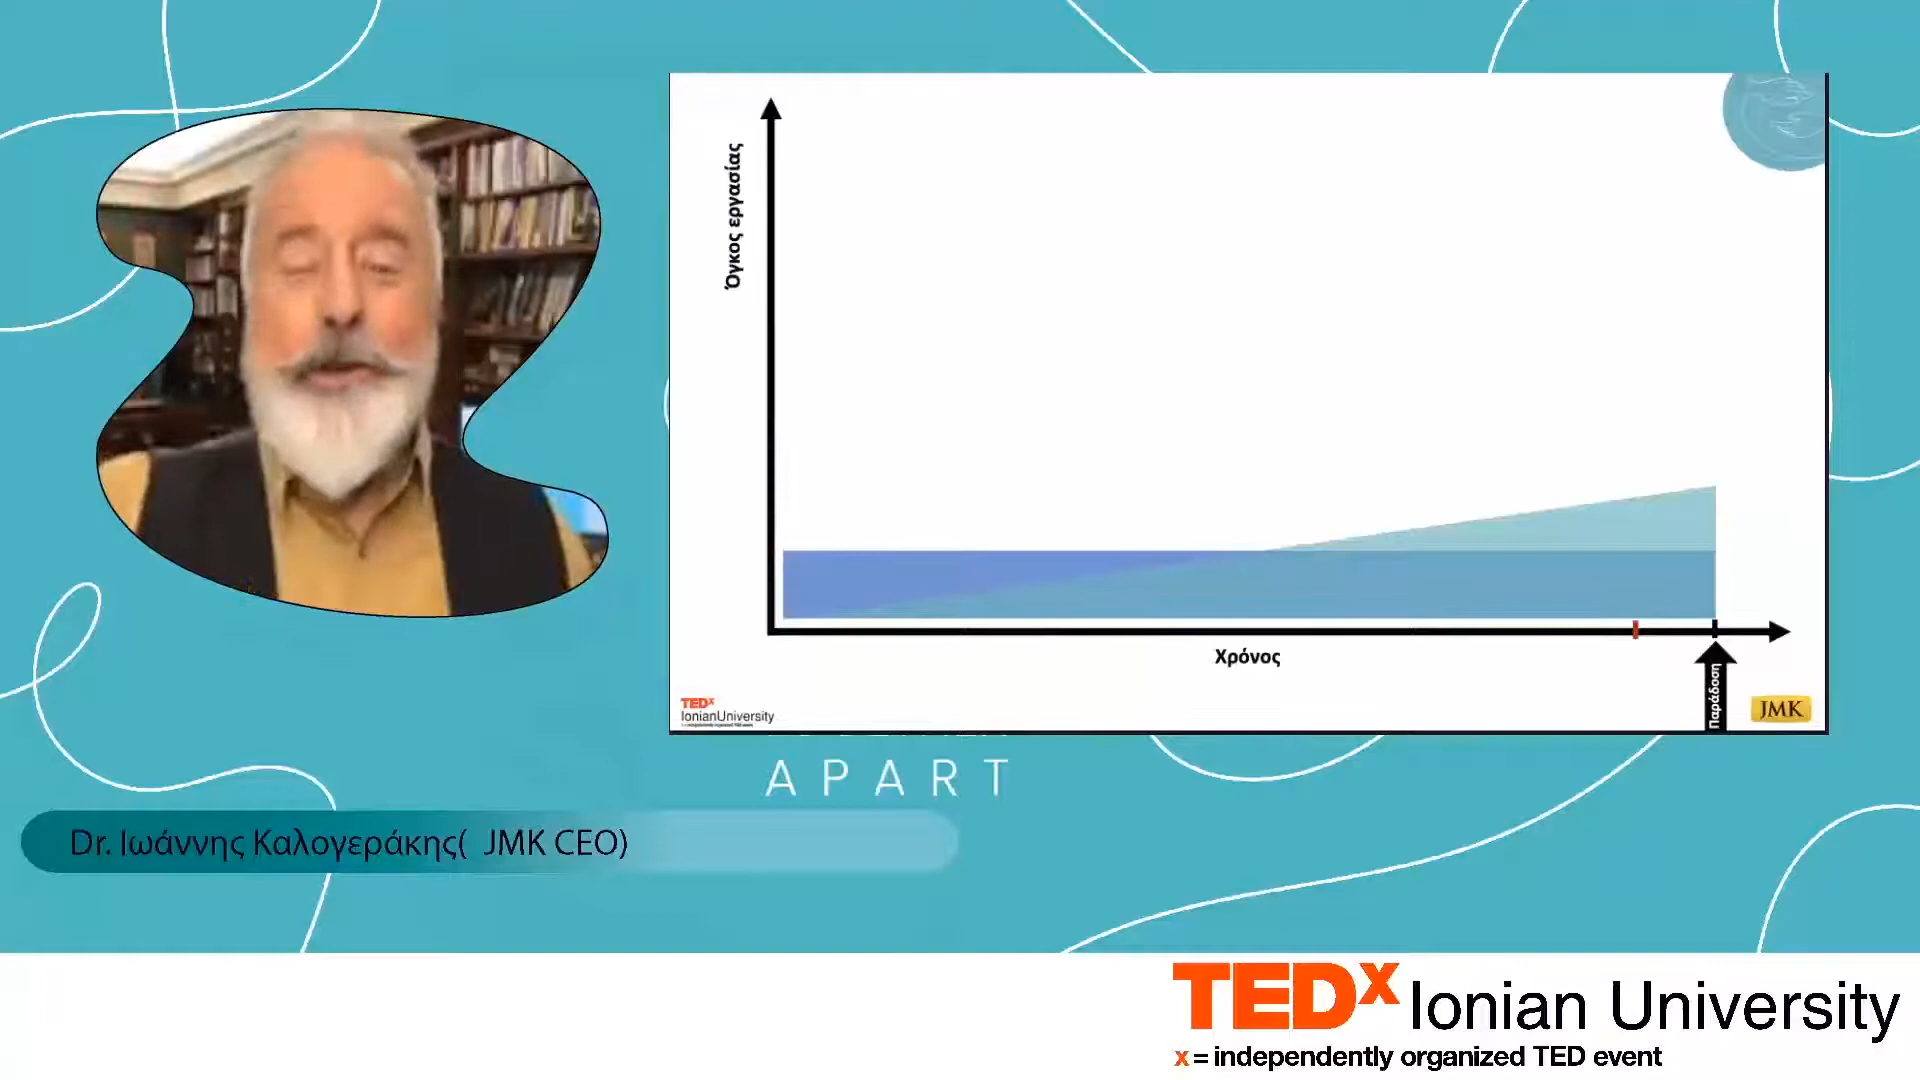 Όγκος εργασίας
Χρόνος
Παράδοση
TEDx
IonianUniversity
JMK
APART
Dr. Ιωάννης Καλογεράκης( JMK CEO)
TEDx Ionian University
x = independently organized TED event